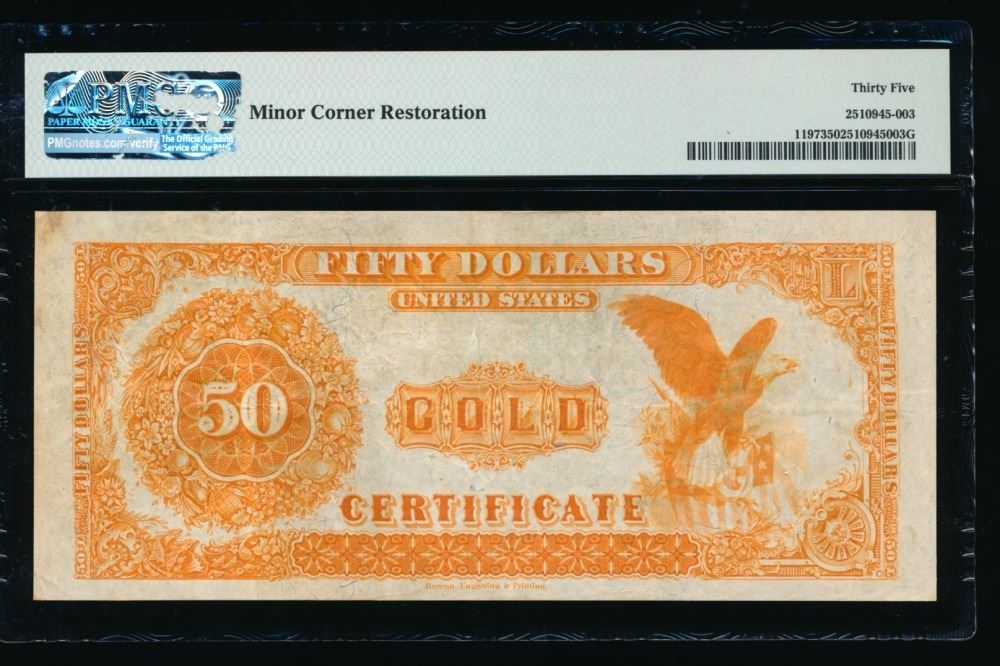 PMG
PAPER MONEY GUARANTY
PMGnotes.com/verify
The Official Grading
Service of the PNG
Minor Corner Restoration
Thirty Five
2510945-003
11973502510945003G
FIFTY DOLLARS
UNITED STATES
L
50
GOLD
CERTIFICATE
FIFTY DOLLARS
FIFTY DOLLARS
Bureau, Engraving & Printing.